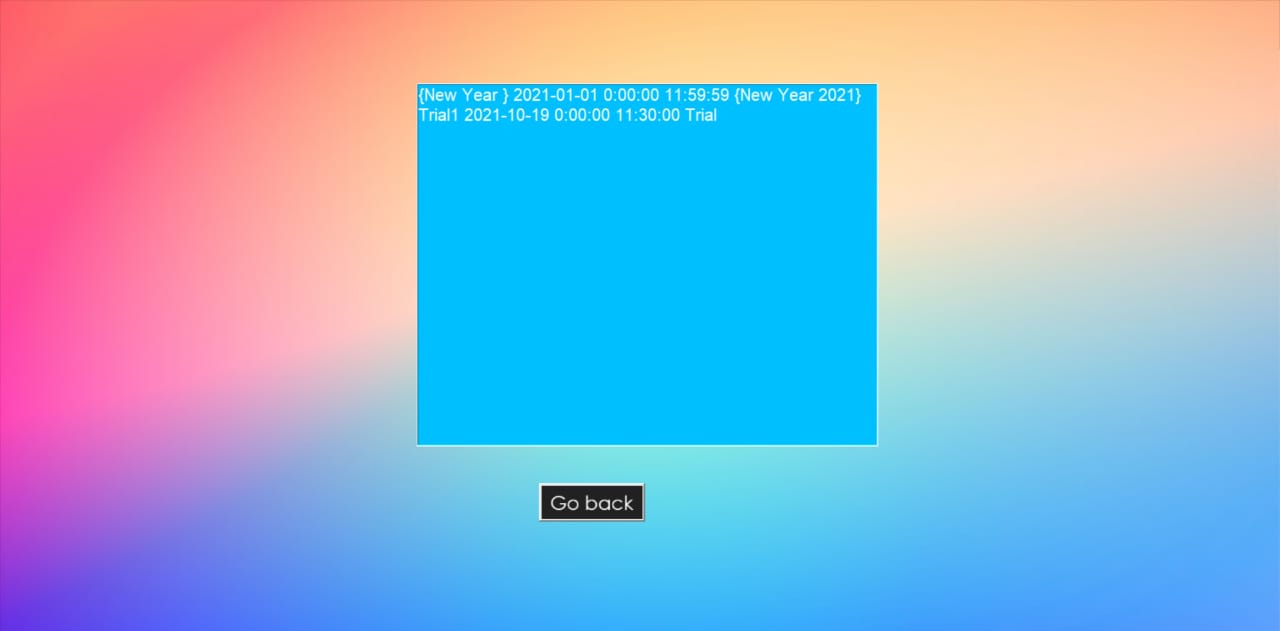 {New Year } 2021-01-01 0:00:00 11:59:59 {New Year 2021}
Trial1 2021-10-19 0:00:00 11:30:00 Trial
Go back